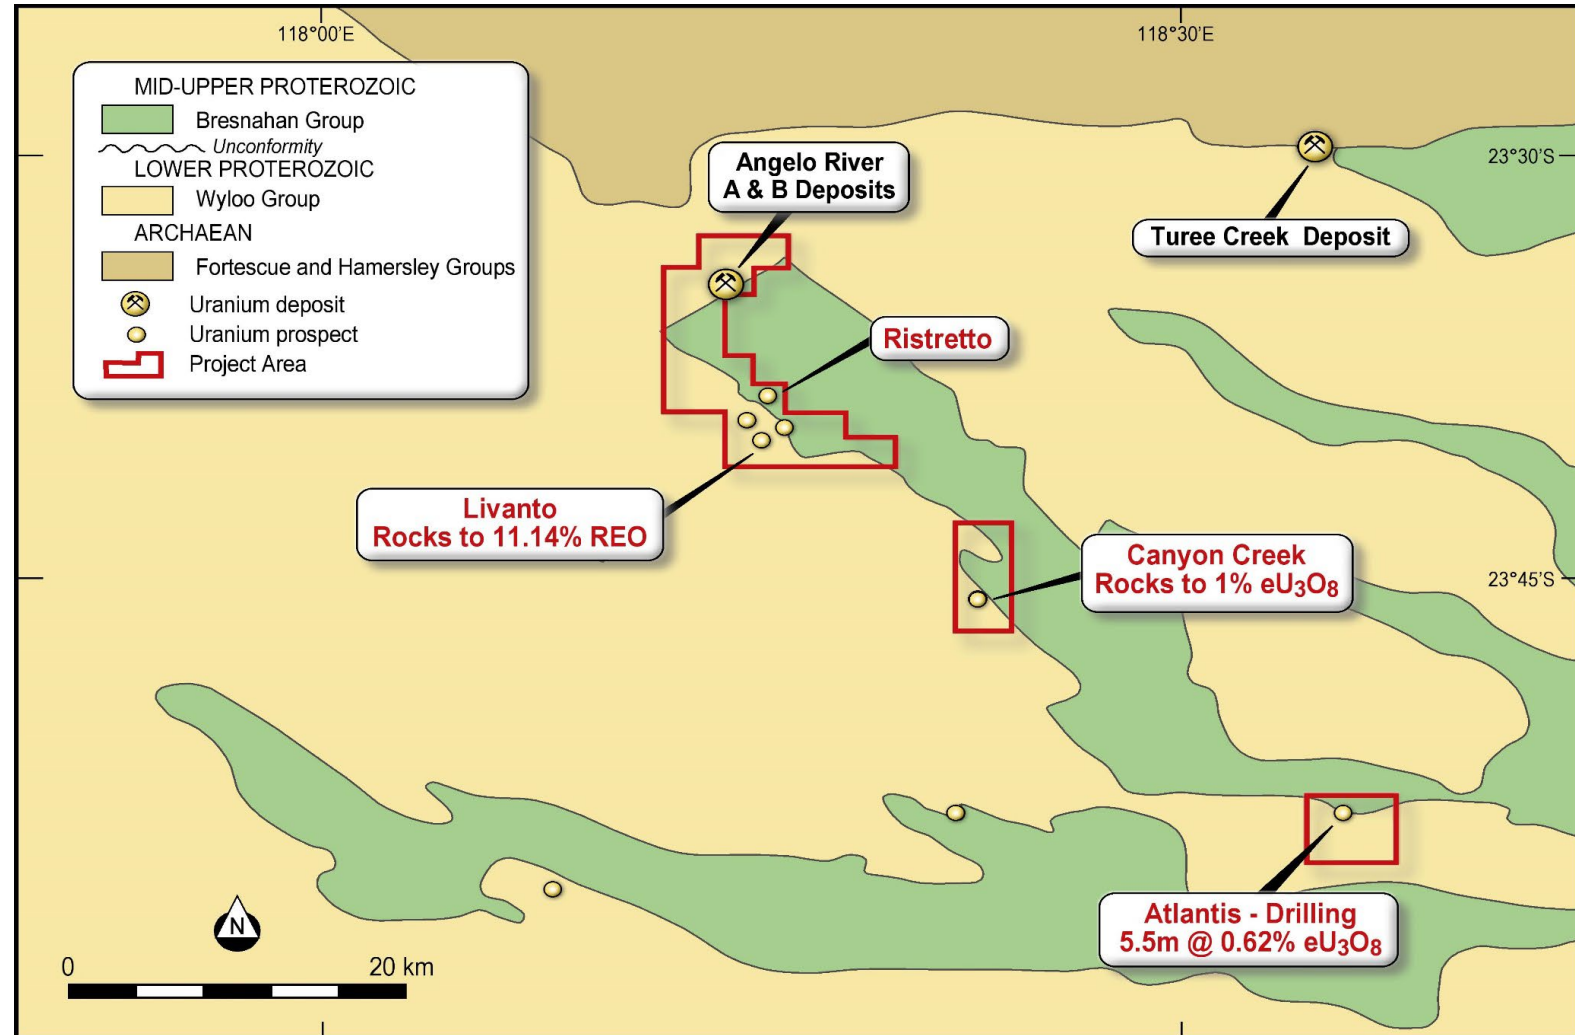 118°00'E
118°30'E
MID-UPPER PROTEROZOIC
Bresnahan Group
Unconformity
LOWER PROTEROZOIC
Wyloo Group
ARCHAEAN
Fortescue and Hamersley Groups
Uranium deposit
Uranium prospect
Project Area
Angelo River
A & B Deposits
23°30'S
Turee Creek Deposit
Ristretto
Livanto
Rocks to 11.14% REO
Canyon Creek
Rocks to 1% eU₃O₈
23°45'S
Atlantis - Drilling
5.5m @ 0.62% eU₃O₈
N
0
20 km